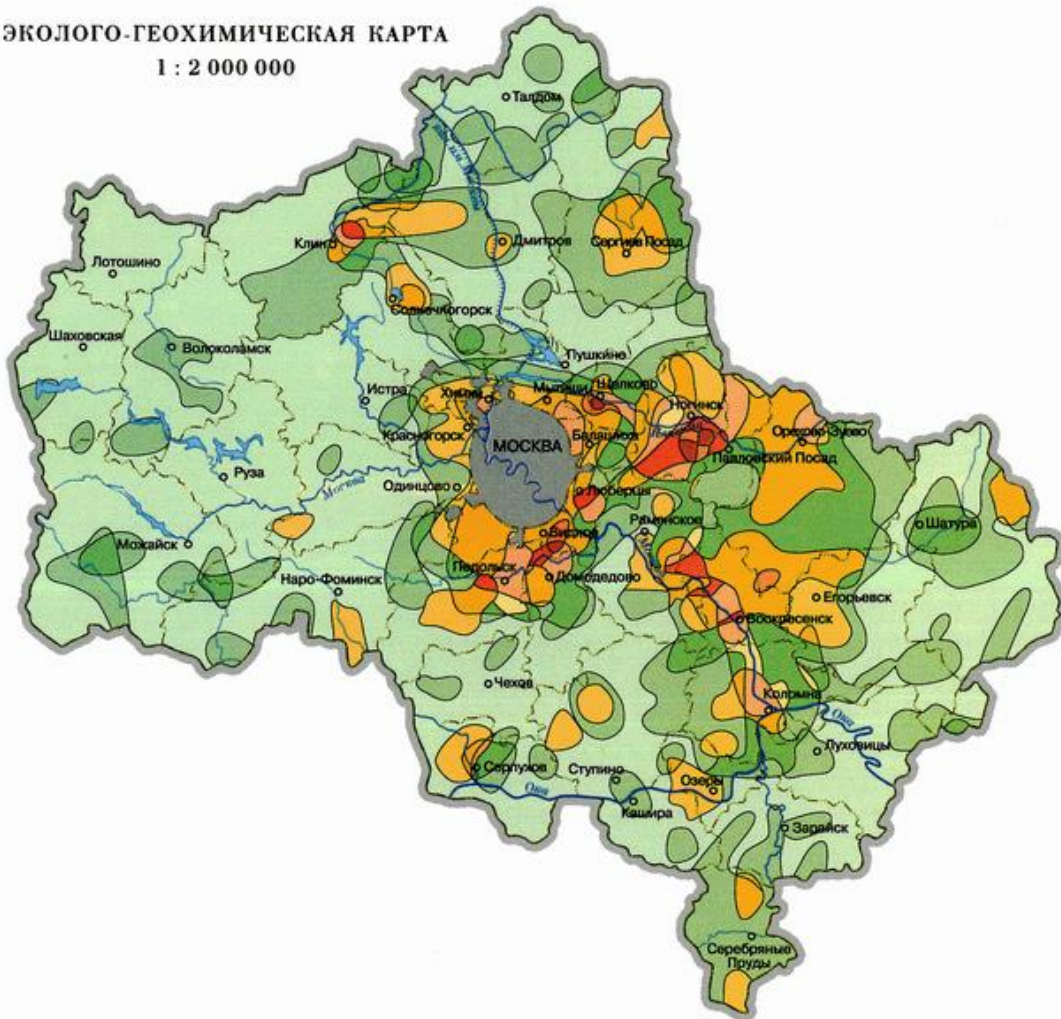 ЭКОЛОГО-ГЕОХИМИЧЕСКАЯ КАРТА
1 : 2 000 000
Талдом
Клин
Дмитров
Сергиев Посад
Лотошино
Солнечногорск
Шаховская
Волоколамск
Пушкино
Истра
Химки
Мытищи
Щелково
Ногинск
Красногорск
МОСКВА
Балашиха
Орехово-Зуево
Павловский Посад
Руза
Москва
Одинцово
Люберцы
Можайск
Видное
Раменское
Шатура
Наро-Фоминск
Подольск
Домодедово
Егорьевск
Воскресенск
Чехов
Коломна
Ока
Луховицы
Серпухов
Ступино
Ока
Озеры
Кашира
Зарайск
Серебряные
Пруды